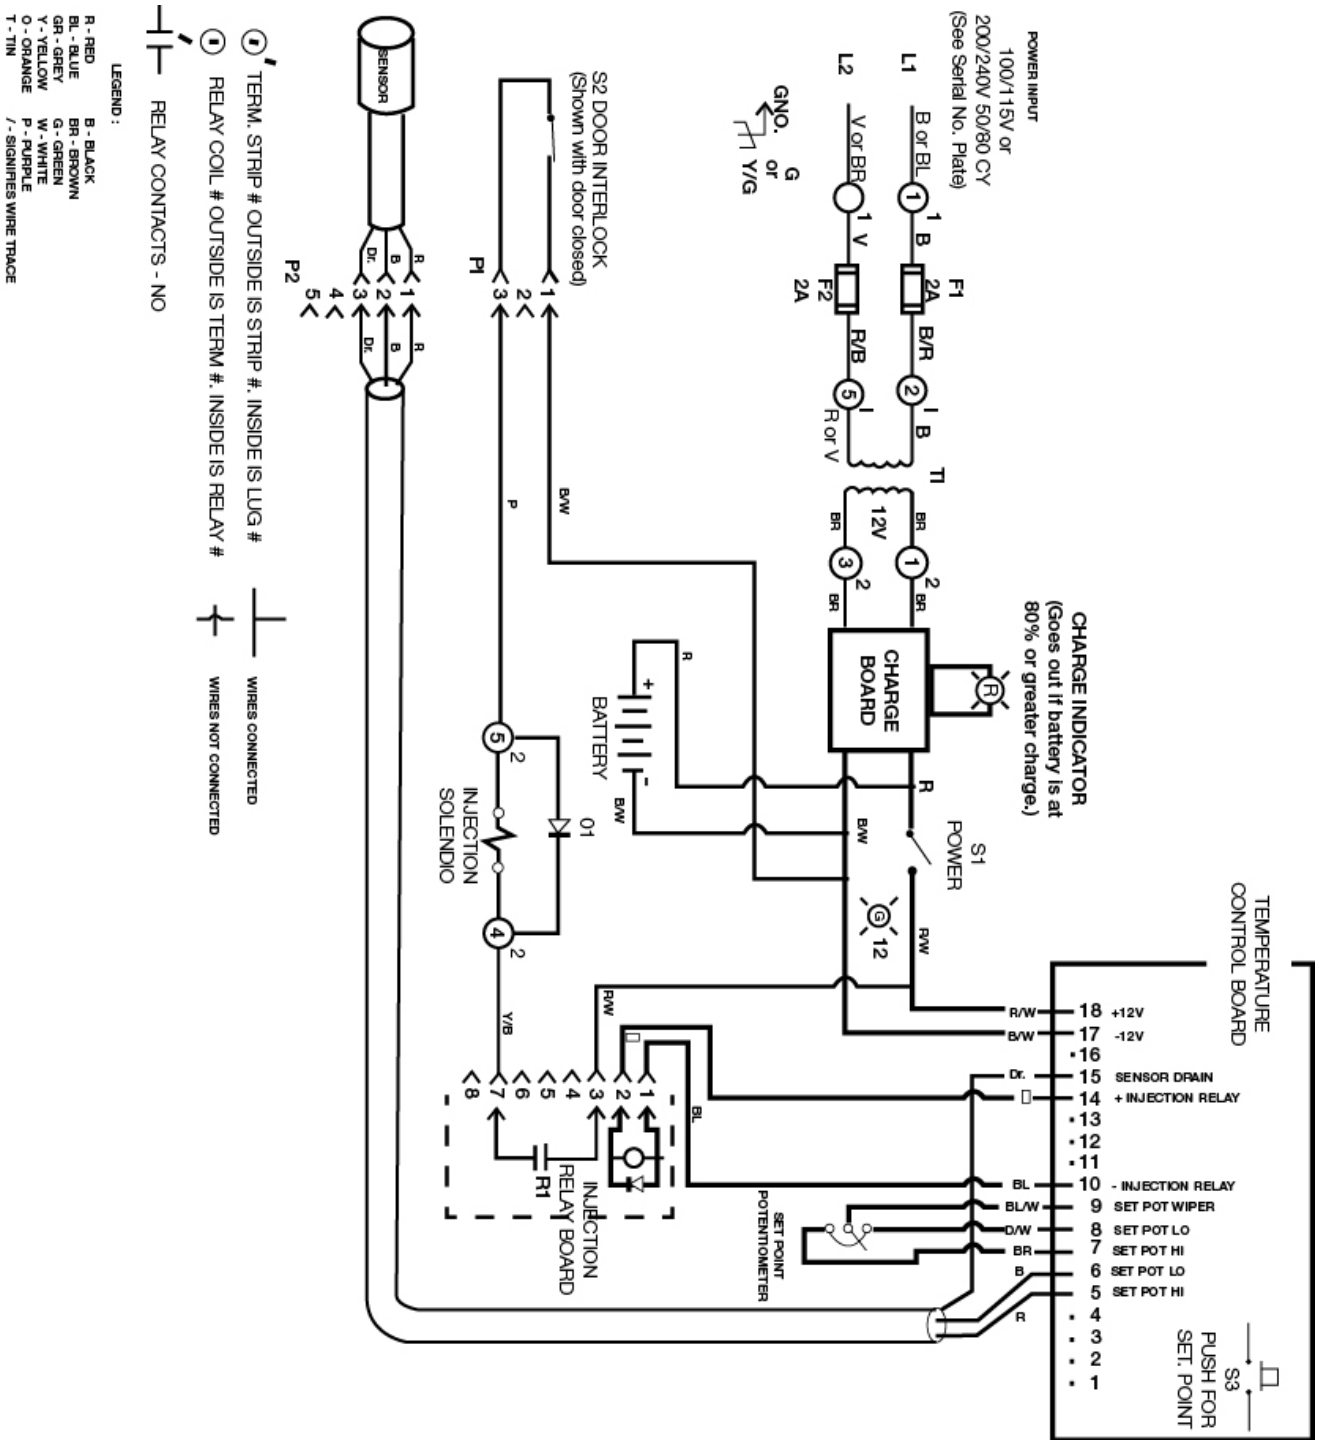 POWER INPUT
100/115V or
200/240V 50/80 CY
(See Serial No. Plate)
L1
L2
B or BL
V or BR
GNO.
G
or
Y/G
1
1
B
1
V
F1
2A
F2
2A
B/R
R/B
2
I
B
5
I
R or V
TI
12V
BR
BR
1
2
BR
3
2
BR
CHARGE INDICATOR
(Goes out if battery is at
80% or greater charge.)
R
CHARGE
BOARD
R
B/W
S1
POWER
G
12
R/W
TEMPERATURE
CONTROL BOARD
R/W 18 +12V
B/W 17 -12V
16
Dr. 15 SENSOR DRAIN
14 + INJECTION RELAY
13
12
11
BL 10 - INJECTION RELAY
BL/W 9 SET POT WIPER
D/W 8 SET POT LO
BR 7 SET POT HI
B 6 SET POT LO
R 5 SET POT HI
4
3
2
1
S3
PUSH FOR
SET. POINT
SET POINT
POTENTIOMETER
S2 DOOR INTERLOCK
(Shown with door closed)
PI
1
2
3
B/W
P
R
+
BATTERY
-
B/W
5
2
01
INJECTION
SOLENDIO
4
2
Y/B
R/W
BL
1
2
3
4
5
6
7
8
R1
INJECTION
RELAY BOARD
SENSOR
R
B
Dr.
P2
1
2
3
4
5
R
B
Dr.
TERM. STRIP # OUTSIDE IS STRIP #. INSIDE IS LUG #
RELAY COIL # OUTSIDE IS TERM #. INSIDE IS RELAY #
RELAY CONTACTS - NO
WIRES CONNECTED
WIRES NOT CONNECTED
LEGEND :
R - RED B - BLACK
BL - BLUE BR - BROWN
GR - GREY G - GREEN
Y - YELLOW W - WHITE
O - ORANGE P - PURPLE
T - TIN / - SIGNIFIES WIRE TRACE